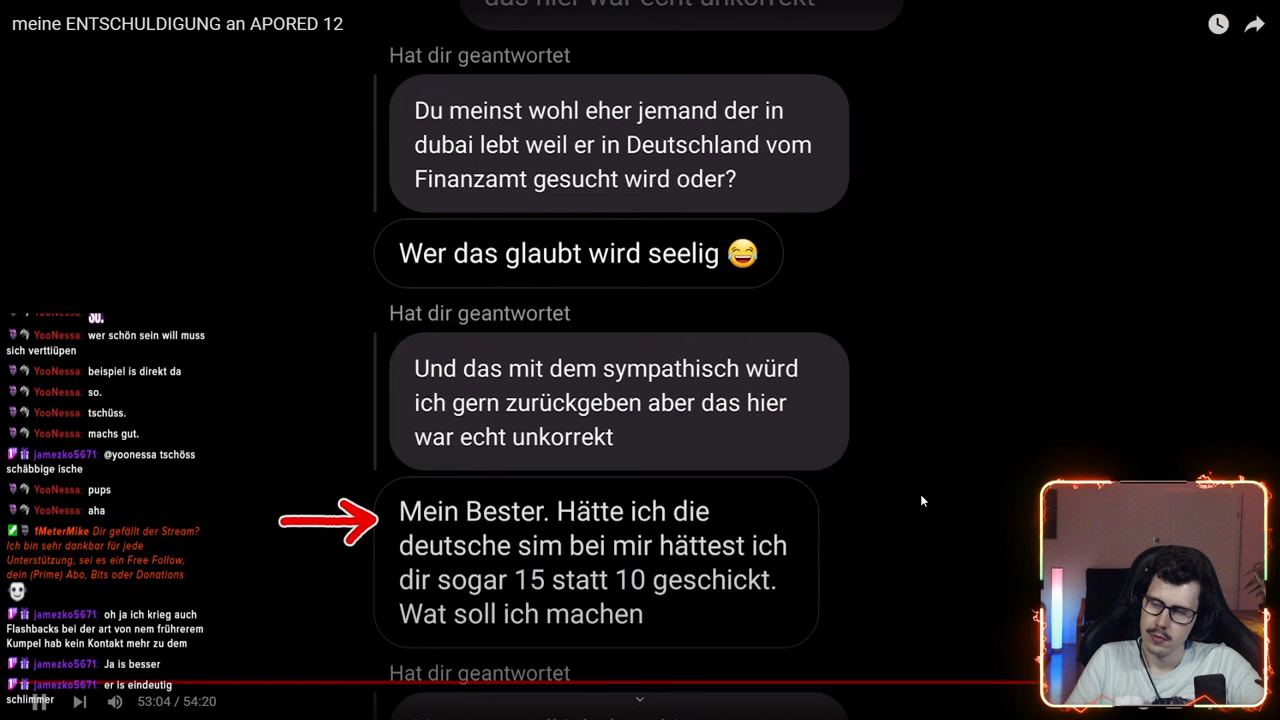 meine ENTSCHULDIGUNG an APORED 12
das hier war echt unkorrekt
Hat dir geantwortet
Du meinst wohl eher jemand der in
dubai lebt weil er in Deutschland vom
Finanzamt gesucht wird oder?
Wer das glaubt wird seelig 😂
Hat dir geantwortet
Und das mit dem sympathisch würd
ich gern zurückgeben aber das hier
war echt unkorrekt
Mein Bester. Hätte ich die
deutsche sim bei mir hättest ich
dir sogar 15 statt 10 geschickt.
Wat soll ich machen
Hat dir geantwortet
so.
YooNessa: wer schön sein will muss
sich verttiüpen
YooNessa: beispiel is direkt da
YooNessa: so.
YooNessa: tschüss.
YooNessa: machs gut.
jamezko5671: @yoonessa tschöss
schäbbige ische
YooNessa: pups
YooNessa: aha
1MeterMike Dir gefällt der Stream?
Ich bin sehr dankbar für jede
Unterstützung, sei es ein Free Follow,
dein (Prime) Abo, Bits oder Donations
jamezko5671: oh ja ich krieg auch
Flashbacks bei der art von nem frührerem
Kumpel hab kein Kontakt mehr zu dem
jamezko5671: Ja is besser
jamezko5671: er is eindeutig
schlimmer
53:04 / 54:20